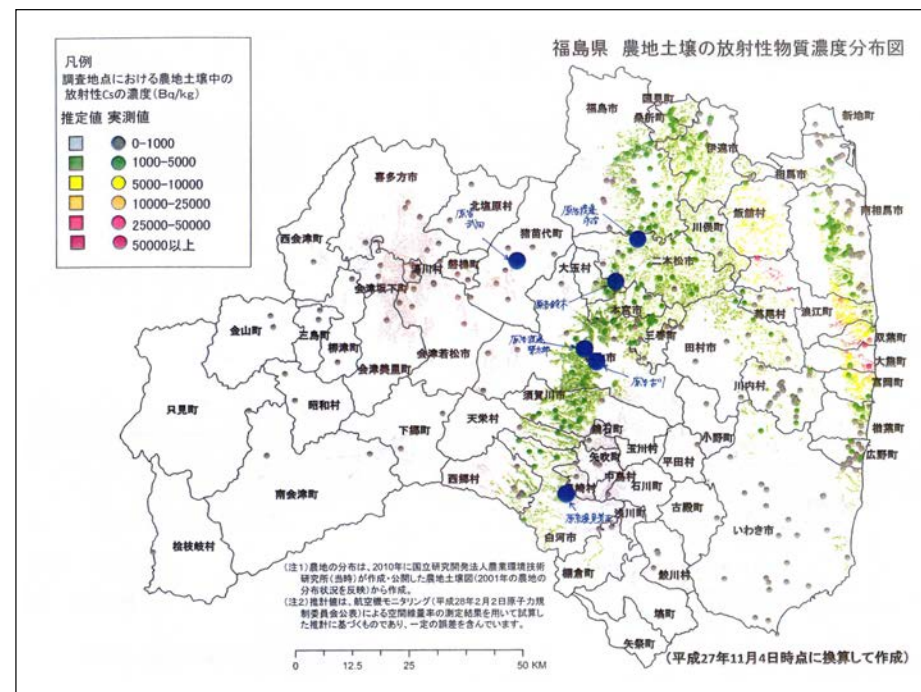 福島県 農地土壌の放射性物質濃度分布図
凡例
調査地点における農地土壌中の
放射性Csの濃度(Bq/kg)
推定値 実測値
0-1000
1000-5000
5000-10000
10000-25000
25000-50000
50000以上
福島市
国見町
桑折町
伊達市
新地町
相馬市
南相馬市
喜多方市
北塩原村
猪苗代町
飯舘村
川俣町
西会津町
湯川村
磐梯町
大玉村
二本松市
会津坂下町
本宮市
葛尾村
浪江町
金山町
三島町
柳津町
会津若松市
三春町
田村市
双葉町
大熊町
会津美里町
富岡町
只見町
昭和村
須賀川市
川内村
下郷町
天栄村
鏡石町
玉川村
小野町
楢葉町
広野町
矢吹町
平田村
西郷村
中島村
石川町
南会津町
浅川町
古殿町
いわき市
白河市
檜枝岐村
棚倉町
鮫川村
塙町
矢祭町
(注1)農地の分布は、2010年に国立研究開発法人農業環境技術
研究所(当時)が作成・公開した農地土壌図(2001年の農地の
分布状況を反映)から作成。
(注2)推計値は、航空機モニタリング(平成28年2月2日原子力規
制委員会公表)による空間線量率の測定結果を用いて試算
した推計に基づくものであり、一定の誤差を含んでいます。
0 12.5 25 50 KM
(平成27年11月4日時点に換算して作成)